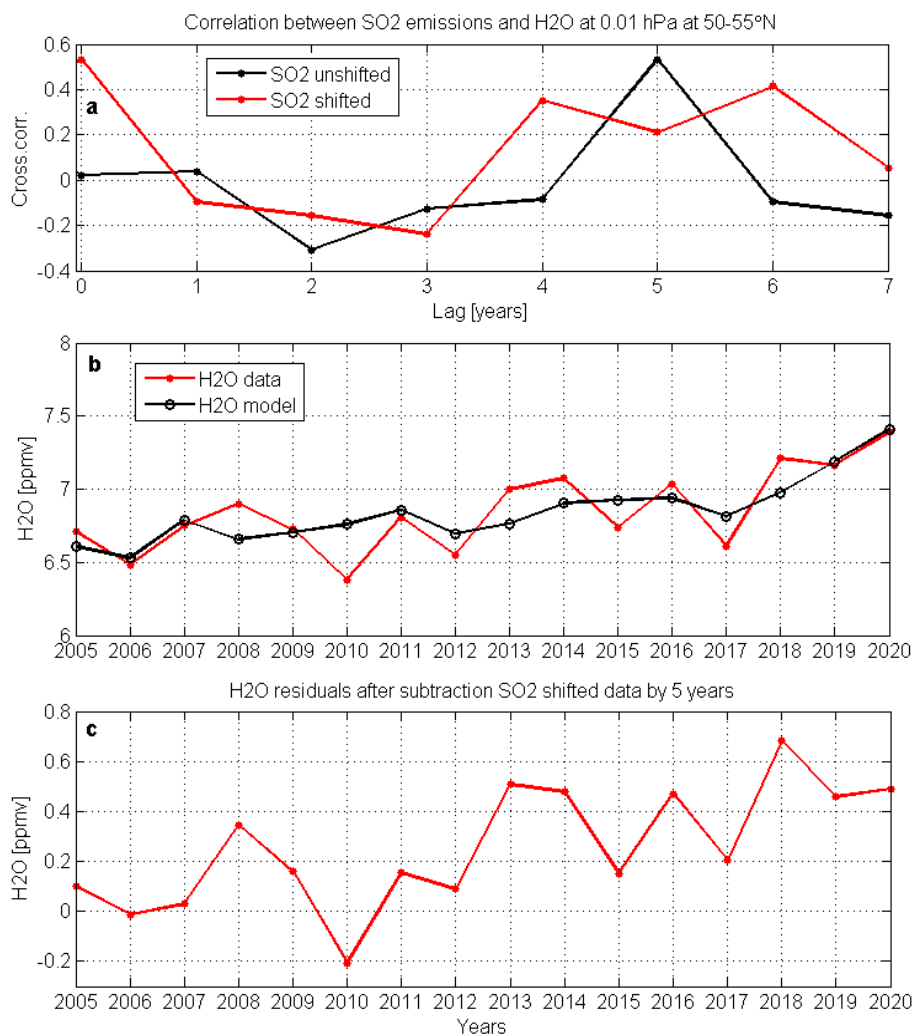 Correlation between SO2 emissions and H2O at 0.01 hPa at 50-55°N
0.6
0.4
0.2
0
-0.2
-0.4
Cross.corr.
a
SO2 unshifted
SO2 shifted
0 1 2 3 4 5 6 7
Lag [years]
8
7.5
7
6.5
6
H2O [ppmv]
b
H2O data
H2O model
2005 2006 2007 2008 2009 2010 2011 2012 2013 2014 2015 2016 2017 2018 2019 2020
H2O residuals after subtraction SO2 shifted data by 5 years
0.8
0.6
0.4
0.2
0
-0.2
H2O [ppmv]
c
2005 2006 2007 2008 2009 2010 2011 2012 2013 2014 2015 2016 2017 2018 2019 2020
Years